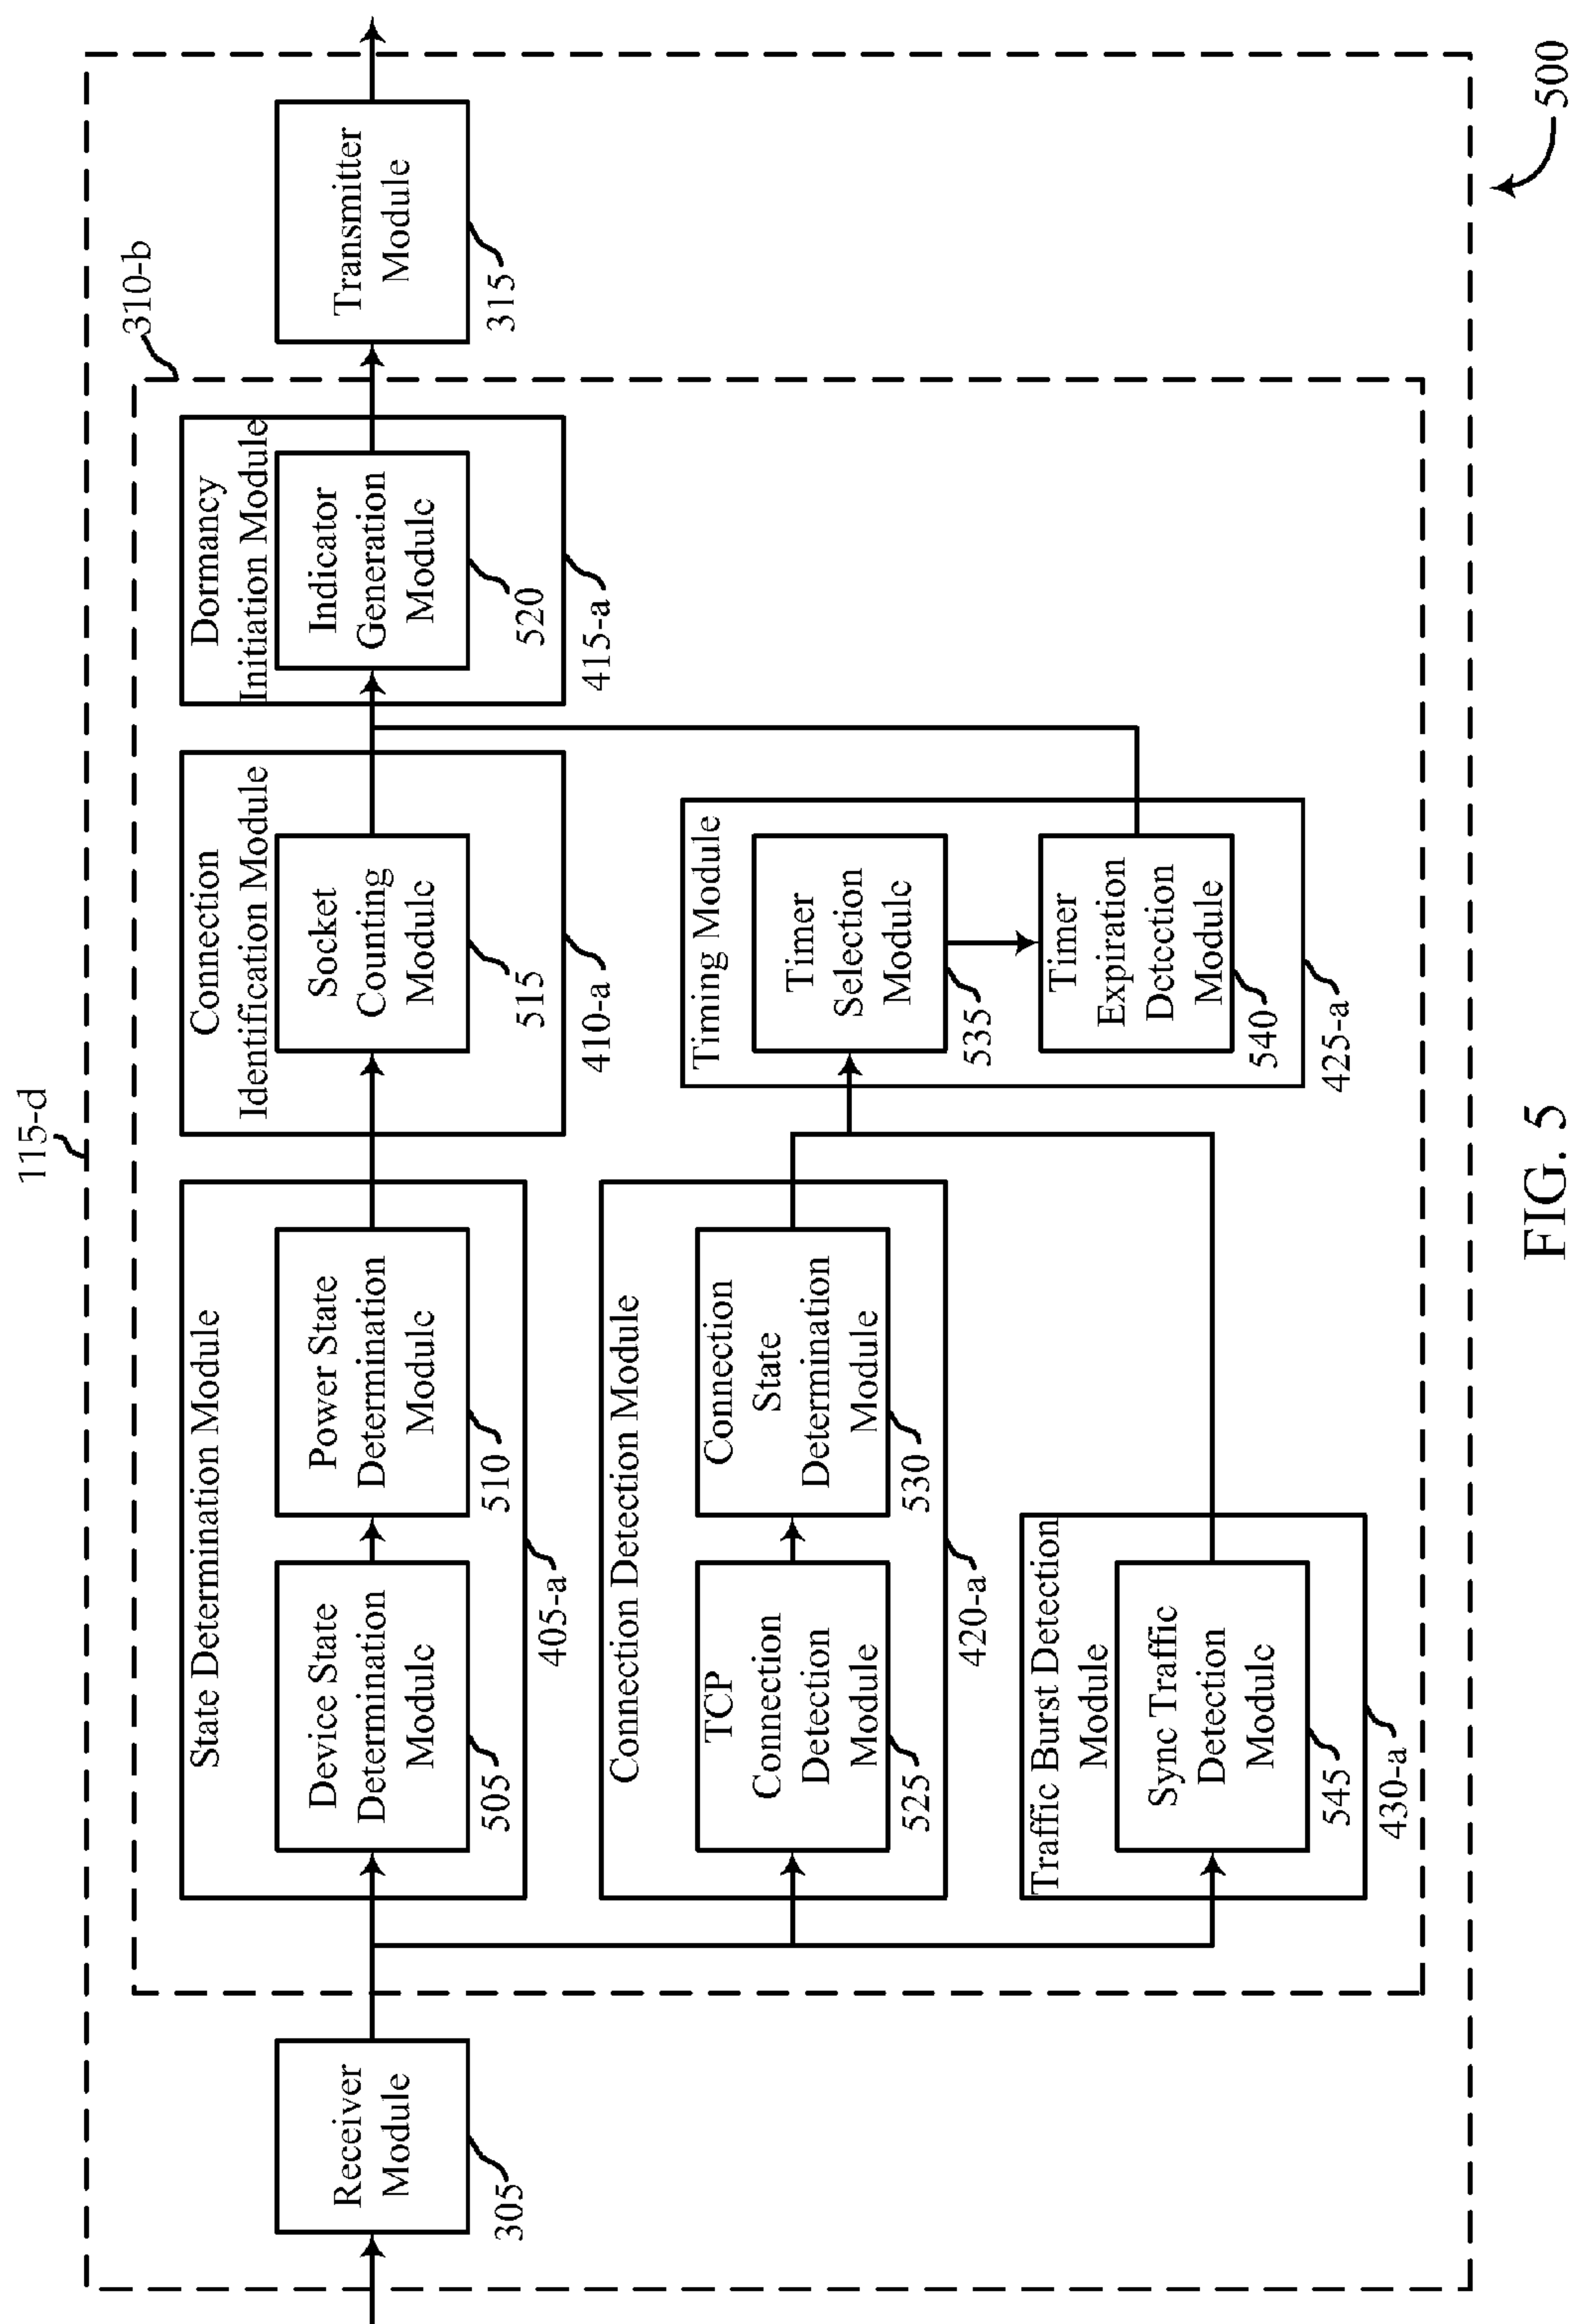 115-d
310-b
Receiver
Module
305
State Determination Module
Device State
Determination
Module
505
Power State
Determination
Module
510
405-a
Connection
Identification Module
Socket
Counting
Module
515
410-a
Dormancy
Initiation Module
Indicator
Generation
Module
520
415-a
Transmitter
Module
315
Connection Detection Module
TCP
Connection
Detection
Module
525
Connection
State
Determination
Module
530
420-a
Timing Module
Timer
Selection
Module
535
Timer
Expiration
Detection
Module
540
425-a
Traffic Burst Detection
Module
Sync Traffic
Detection
Module
545
430-a
500
FIG. 5